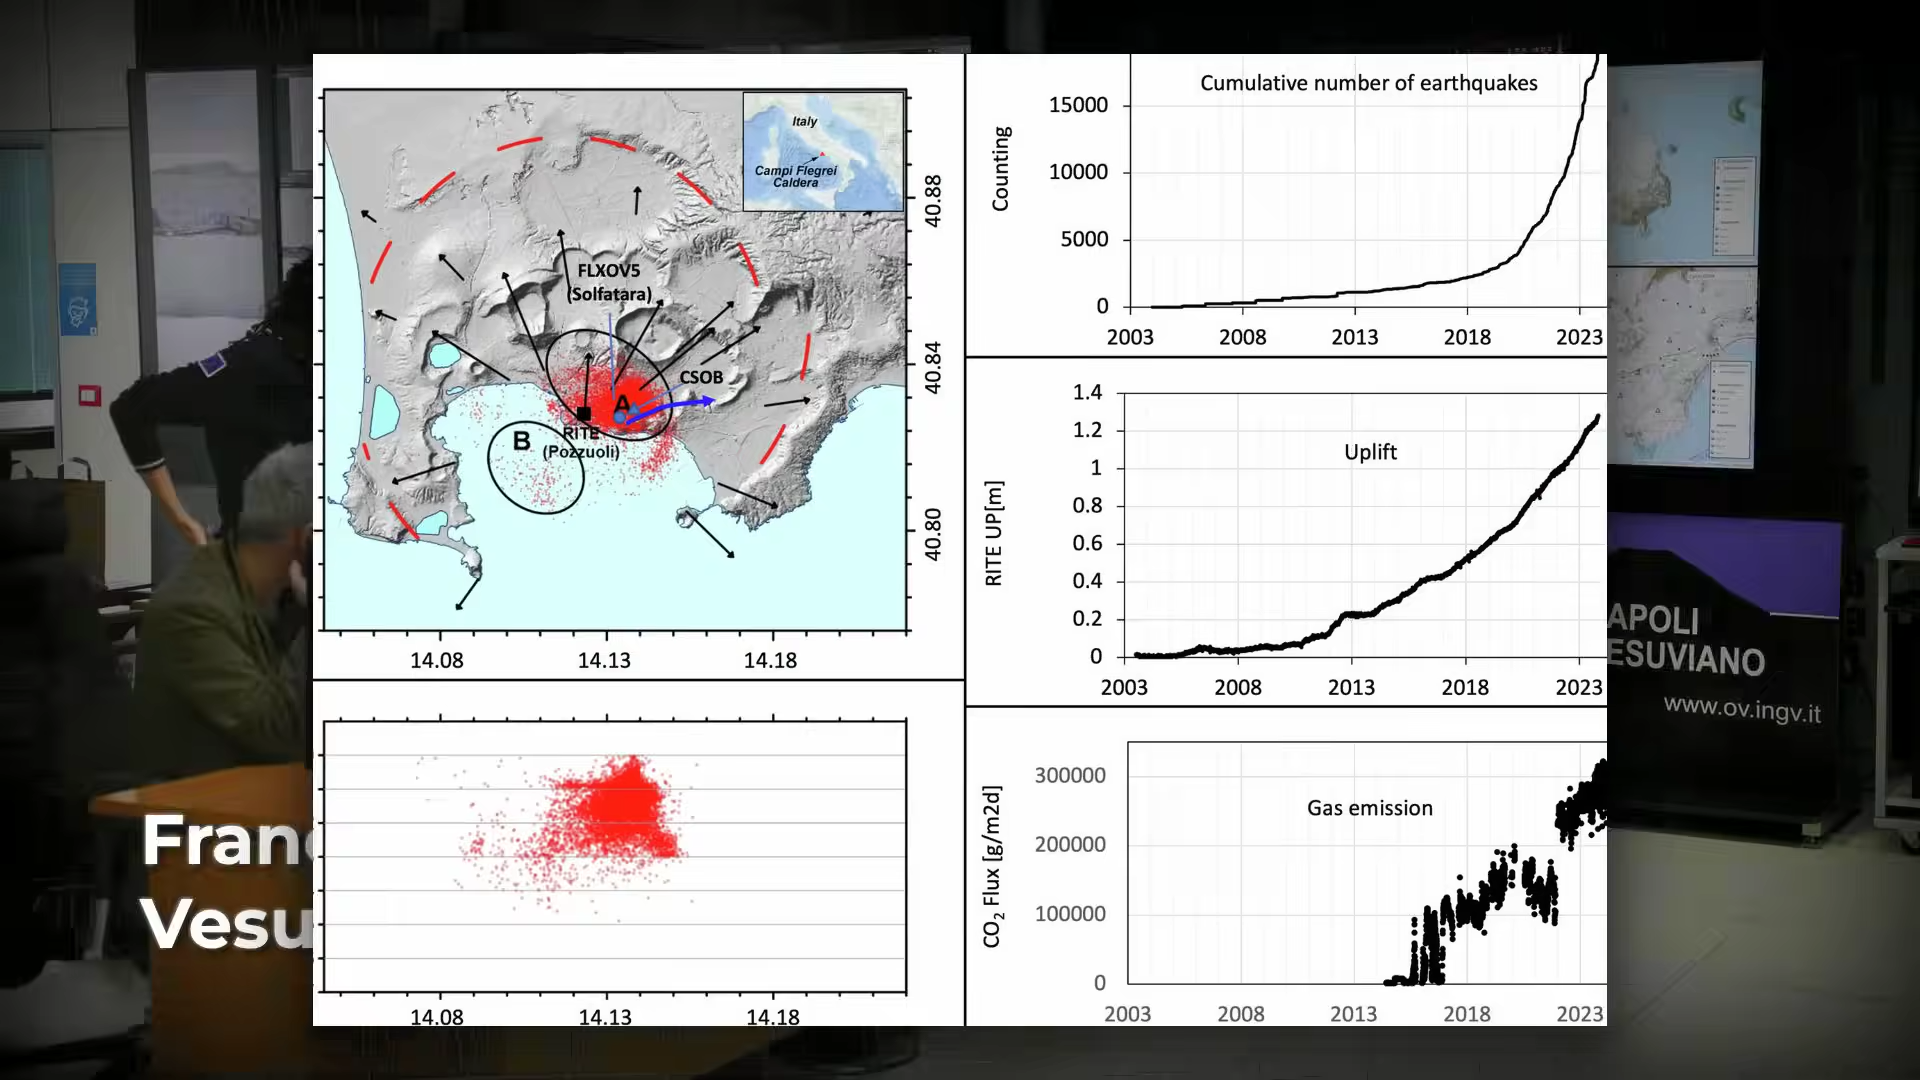 Italy
Campi Flegrei
Caldera
40.88
40.84
40.80
FLXOV5
(Solfatara)
CSOB
A
B
RITE
(Pozzuoli)
14.08
14.13
14.18
14.08
14.13
14.18
Cumulative number of earthquakes
Counting
15000
10000
5000
0
2003
2008
2013
2018
2023
Uplift
RITE UP[m]
1.4
1.2
1
0.8
0.6
0.4
0.2
0
2003
2008
2013
2018
2023
Gas emission
CO2 Flux [g/m2d]
300000
200000
100000
0
2003
2008
2013
2018
2023
Fran
Vesu
APOLI
ESUVIANO
www.ov.ingv.it